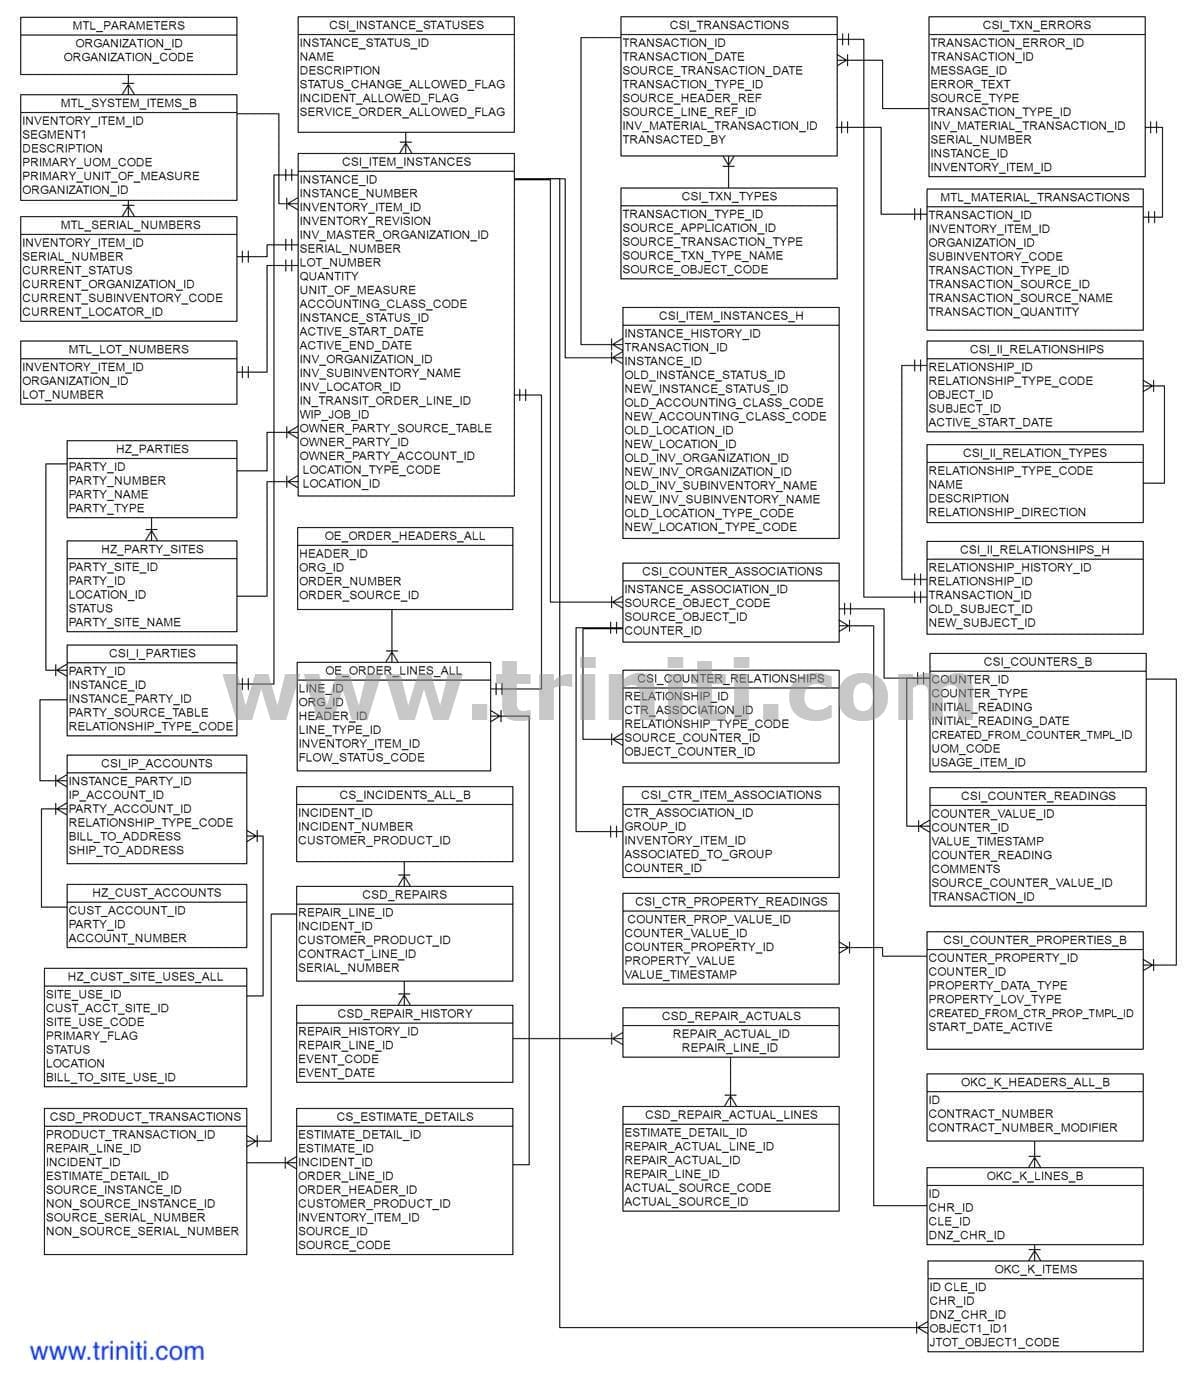 MTL_PARAMETERS
ORGANIZATION_ID
ORGANIZATION_CODE
MTL_SYSTEM_ITEMS_B
INVENTORY_ITEM_ID
SEGMENT1
DESCRIPTION
PRIMARY_UOM_CODE
PRIMARY_UNIT_OF_MEASURE
ORGANIZATION_ID
MTL_SERIAL_NUMBERS
INVENTORY_ITEM_ID
SERIAL_NUMBER
CURRENT_STATUS
CURRENT_ORGANIZATION_ID
CURRENT_SUBINVENTORY_CODE
CURRENT_LOCATOR_ID
MTL_LOT_NUMBERS
INVENTORY_ITEM_ID
ORGANIZATION_ID
LOT_NUMBER
HZ_PARTIES
PARTY_ID
PARTY_NUMBER
PARTY_NAME
PARTY_TYPE
HZ_PARTY_SITES
PARTY_SITE_ID
PARTY_ID
LOCATION_ID
STATUS
PARTY_SITE_NAME
CSI_I_PARTIES
PARTY_ID
INSTANCE_ID
INSTANCE_PARTY_ID
PARTY_SOURCE_TABLE
RELATIONSHIP_TYPE_CODE
CSI_IP_ACCOUNTS
INSTANCE_PARTY_ID
IP_ACCOUNT_ID
PARTY_ACCOUNT_ID
RELATIONSHIP_TYPE_CODE
BILL_TO_ADDRESS
SHIP_TO_ADDRESS
HZ_CUST_ACCOUNTS
CUST_ACCOUNT_ID
PARTY_ID
ACCOUNT_NUMBER
HZ_CUST_SITE_USES_ALL
SITE_USE_ID
CUST_ACCT_SITE_ID
SITE_USE_CODE
PRIMARY_FLAG
STATUS
LOCATION
BILL_TO_SITE_USE_ID
CSD_PRODUCT_TRANSACTIONS
PRODUCT_TRANSACTION_ID
REPAIR_LINE_ID
INCIDENT_ID
ESTIMATE_DETAIL_ID
SOURCE_INSTANCE_ID
NON_SOURCE_INSTANCE_ID
SOURCE_SERIAL_NUMBER
NON_SOURCE_SERIAL_NUMBER
CSI_INSTANCE_STATUSES
INSTANCE_STATUS_ID
NAME
DESCRIPTION
STATUS_CHANGE_ALLOWED_FLAG
INCIDENT_ALLOWED_FLAG
SERVICE_ORDER_ALLOWED_FLAG
CSI_ITEM_INSTANCES
INSTANCE_ID
INSTANCE_NUMBER
INVENTORY_ITEM_ID
INVENTORY_REVISION
INV_MASTER_ORGANIZATION_ID
SERIAL_NUMBER
LOT_NUMBER
QUANTITY
UNIT_OF_MEASURE
ACCOUNTING_CLASS_CODE
INSTANCE_STATUS_ID
ACTIVE_START_DATE
ACTIVE_END_DATE
INV_ORGANIZATION_ID
INV_SUBINVENTORY_NAME
INV_LOCATOR_ID
IN_TRANSIT_ORDER_LINE_ID
WIP_JOB_ID
OWNER_PARTY_SOURCE_TABLE
OWNER_PARTY_ID
OWNER_PARTY_ACCOUNT_ID
LOCATION_TYPE_CODE
LOCATION_ID
OE_ORDER_HEADERS_ALL
HEADER_ID
ORG_ID
ORDER_NUMBER
ORDER_SOURCE_ID
OE_ORDER_LINES_ALL
LINE_ID
ORG_ID
HEADER_ID
LINE_TYPE_ID
INVENTORY_ITEM_ID
FLOW_STATUS_CODE
CS_INCIDENTS_ALL_B
INCIDENT_ID
INCIDENT_NUMBER
CUSTOMER_PRODUCT_ID
CSD_REPAIRS
REPAIR_LINE_ID
INCIDENT_ID
CUSTOMER_PRODUCT_ID
CONTRACT_LINE_ID
SERIAL_NUMBER
CSD_REPAIR_HISTORY
REPAIR_HISTORY_ID
REPAIR_LINE_ID
EVENT_CODE
EVENT_DATE
CS_ESTIMATE_DETAILS
ESTIMATE_DETAIL_ID
ESTIMATE_ID
INCIDENT_ID
ORDER_LINE_ID
ORDER_HEADER_ID
CUSTOMER_PRODUCT_ID
INVENTORY_ITEM_ID
SOURCE_ID
SOURCE_CODE
CSI_TRANSACTIONS
TRANSACTION_ID
TRANSACTION_DATE
SOURCE_TRANSACTION_DATE
TRANSACTION_TYPE_ID
SOURCE_HEADER_REF
SOURCE_LINE_REF_ID
INV_MATERIAL_TRANSACTION_ID
TRANSACTED_BY
CSI_TXN_TYPES
TRANSACTION_TYPE_ID
SOURCE_APPLICATION_ID
SOURCE_TRANSACTION_TYPE
SOURCE_TXN_TYPE_NAME
SOURCE_OBJECT_CODE
CSI_ITEM_INSTANCES_H
INSTANCE_HISTORY_ID
TRANSACTION_ID
INSTANCE_ID
OLD_INSTANCE_STATUS_ID
NEW_INSTANCE_STATUS_ID
OLD_ACCOUNTING_CLASS_CODE
NEW_ACCOUNTING_CLASS_CODE
OLD_LOCATION_ID
NEW_LOCATION_ID
OLD_INV_ORGANIZATION_ID
NEW_INV_ORGANIZATION_ID
OLD_INV_SUBINVENTORY_NAME
NEW_INV_SUBINVENTORY_NAME
OLD_LOCATION_TYPE_CODE
NEW_LOCATION_TYPE_CODE
CSI_COUNTER_ASSOCIATIONS
INSTANCE_ASSOCIATION_ID
SOURCE_OBJECT_CODE
SOURCE_OBJECT_ID
COUNTER_ID
CSI_COUNTER_RELATIONSHIPS
RELATIONSHIP_ID
CTR_ASSOCIATION_ID
RELATIONSHIP_TYPE_CODE
SOURCE_COUNTER_ID
OBJECT_COUNTER_ID
CSI_CTR_ITEM_ASSOCIATIONS
CTR_ASSOCIATION_ID
GROUP_ID
INVENTORY_ITEM_ID
ASSOCIATED_TO_GROUP
COUNTER_ID
CSI_CTR_PROPERTY_READINGS
COUNTER_PROP_VALUE_ID
COUNTER_VALUE_ID
COUNTER_PROPERTY_ID
PROPERTY_VALUE
VALUE_TIMESTAMP
CSD_REPAIR_ACTUALS
REPAIR_ACTUAL_ID
REPAIR_LINE_ID
CSD_REPAIR_ACTUAL_LINES
ESTIMATE_DETAIL_ID
REPAIR_ACTUAL_LINE_ID
REPAIR_ACTUAL_ID
REPAIR_LINE_ID
ACTUAL_SOURCE_CODE
ACTUAL_SOURCE_ID
CSI_TXN_ERRORS
TRANSACTION_ERROR_ID
TRANSACTION_ID
MESSAGE_ID
ERROR_TEXT
SOURCE_TYPE
TRANSACTION_TYPE_ID
INV_MATERIAL_TRANSACTION_ID
SERIAL_NUMBER
INSTANCE_ID
INVENTORY_ITEM_ID
MTL_MATERIAL_TRANSACTIONS
TRANSACTION_ID
INVENTORY_ITEM_ID
ORGANIZATION_ID
SUBINVENTORY_CODE
TRANSACTION_TYPE_ID
TRANSACTION_SOURCE_ID
TRANSACTION_SOURCE_NAME
TRANSACTION_QUANTITY
CSI_II_RELATIONSHIPS
RELATIONSHIP_ID
RELATIONSHIP_TYPE_CODE
OBJECT_ID
SUBJECT_ID
ACTIVE_START_DATE
CSI_II_RELATION_TYPES
RELATIONSHIP_TYPE_CODE
NAME
DESCRIPTION
RELATIONSHIP_DIRECTION
CSI_II_RELATIONSHIPS_H
RELATIONSHIP_HISTORY_ID
RELATIONSHIP_ID
TRANSACTION_ID
OLD_SUBJECT_ID
NEW_SUBJECT_ID
CSI_COUNTERS_B
COUNTER_ID
COUNTER_TYPE
INITIAL_READING
INITIAL_READING_DATE
CREATED_FROM_COUNTER_TMPL_ID
UOM_CODE
USAGE_ITEM_ID
CSI_COUNTER_READINGS
COUNTER_VALUE_ID
COUNTER_ID
VALUE_TIMESTAMP
COUNTER_READING
COMMENTS
SOURCE_COUNTER_VALUE_ID
TRANSACTION_ID
CSI_COUNTER_PROPERTIES_B
COUNTER_PROPERTY_ID
COUNTER_ID
PROPERTY_DATA_TYPE
PROPERTY_LOV_TYPE
CREATED_FROM_CTR_PROP_TMPL_ID
START_DATE_ACTIVE
OKC_K_HEADERS_ALL_B
ID
CONTRACT_NUMBER
CONTRACT_NUMBER_MODIFIER
OKC_K_LINES_B
ID
CHR_ID
CLE_ID
DNZ_CHR_ID
OKC_K_ITEMS
ID CLE_ID
CHR_ID
DNZ_CHR_ID
OBJECT1_ID1
JTOT_OBJECT1_CODE
www.triniti.com
www.triniti.com